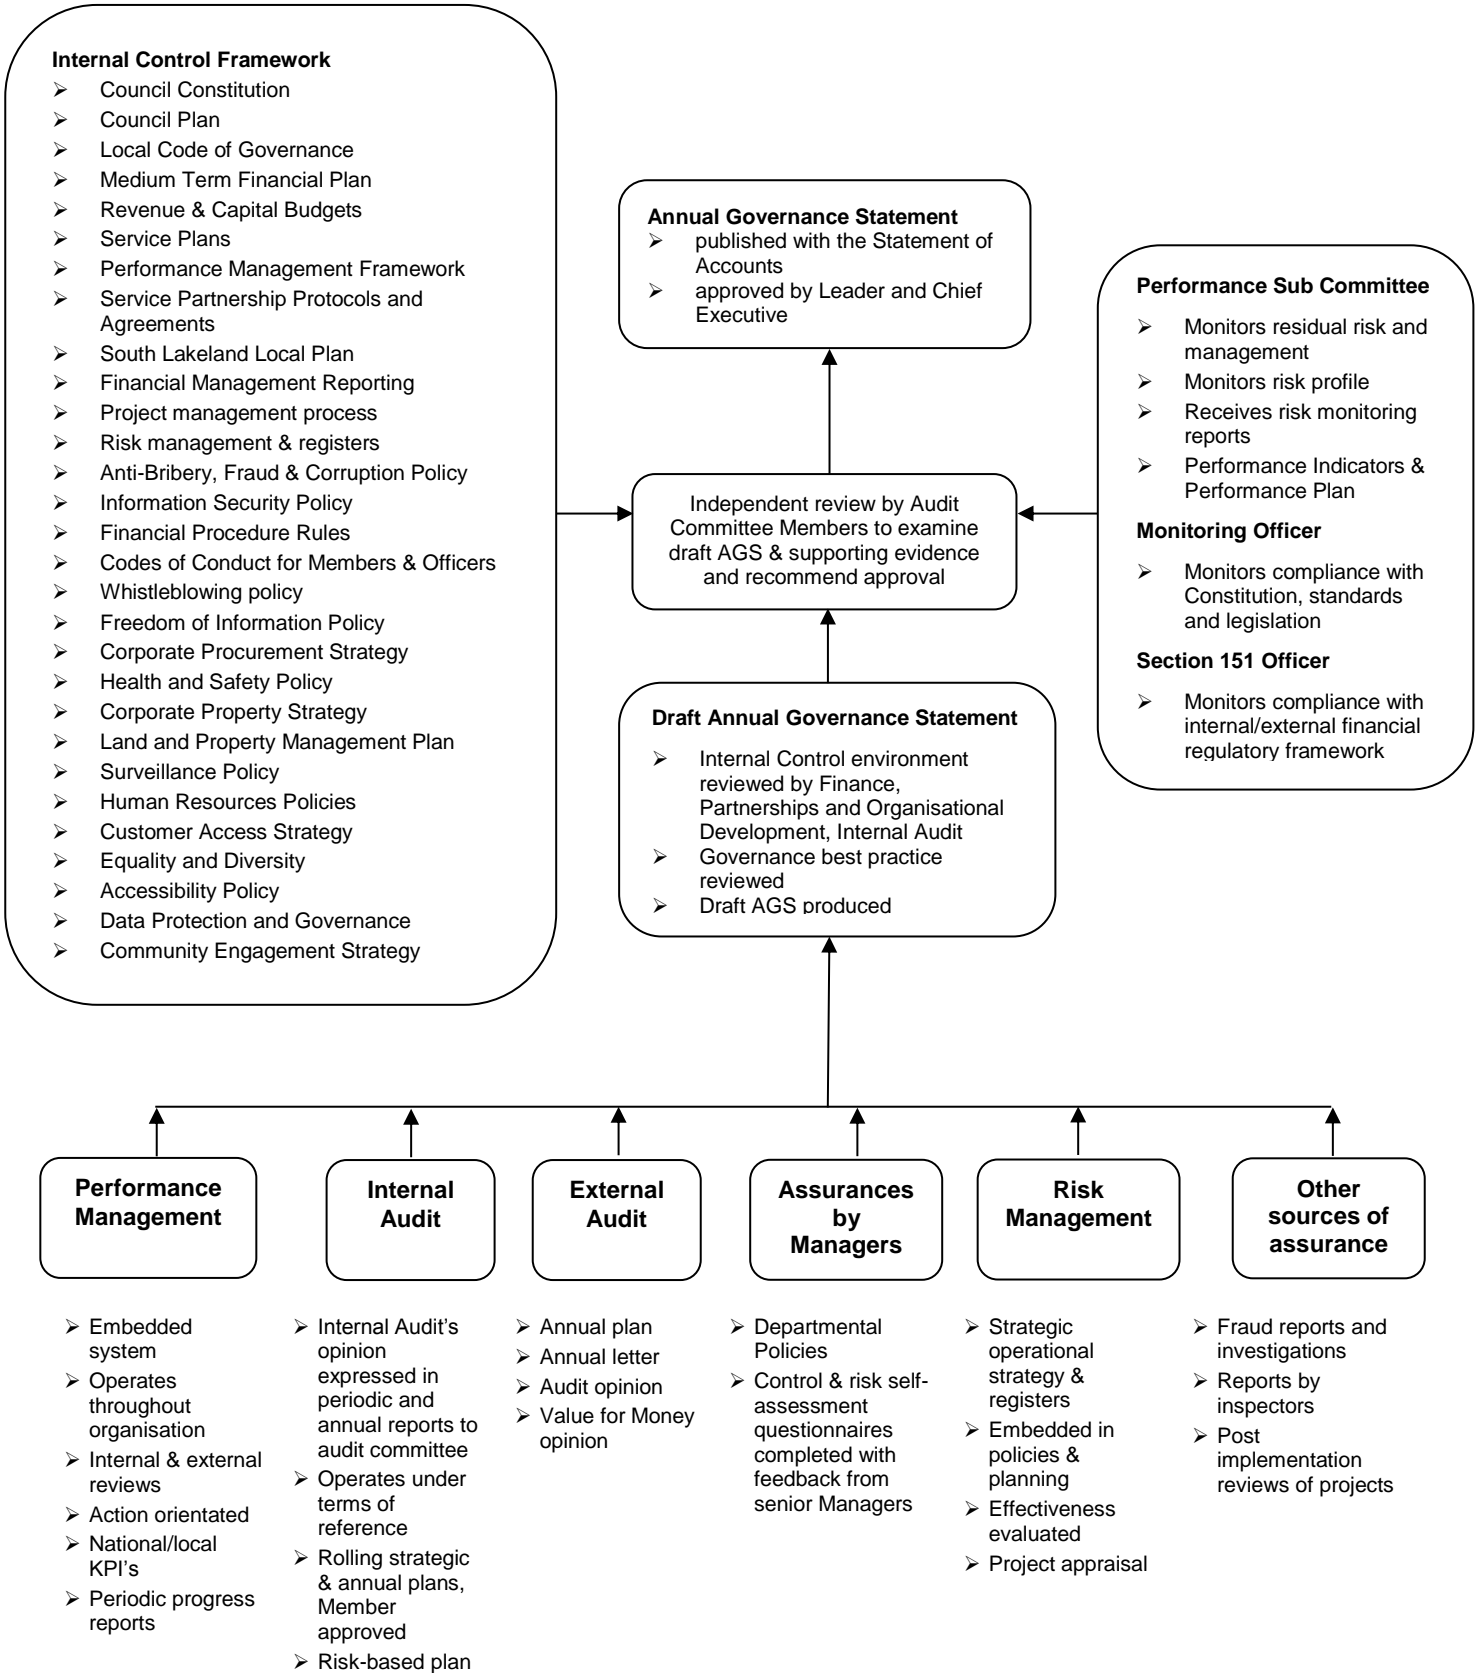 Internal Control Framework
➢ Council Constitution
➢ Council Plan
➢ Local Code of Governance
➢ Medium Term Financial Plan
➢ Revenue & Capital Budgets
➢ Service Plans
➢ Performance Management Framework
➢ Service Partnership Protocols and
Agreements
➢ South Lakeland Local Plan
➢ Financial Management Reporting
➢ Project management process
➢ Risk management & registers
➢ Anti-Bribery, Fraud & Corruption Policy
➢ Information Security Policy
➢ Financial Procedure Rules
➢ Codes of Conduct for Members & Officers
➢ Whistleblowing policy
➢ Freedom of Information Policy
➢ Corporate Procurement Strategy
➢ Health and Safety Policy
➢ Corporate Property Strategy
➢ Land and Property Management Plan
➢ Surveillance Policy
➢ Human Resources Policies
➢ Customer Access Strategy
➢ Equality and Diversity
➢ Accessibility Policy
➢ Data Protection and Governance
➢ Community Engagement Strategy
Annual Governance Statement
➢ published with the Statement of
Accounts
➢ approved by Leader and Chief
Executive
Independent review by Audit
Committee Members to examine
draft AGS & supporting evidence
and recommend approval
Draft Annual Governance Statement
➢ Internal Control environment
reviewed by Finance,
Partnerships and Organisational
Development, Internal Audit
➢ Governance best practice
reviewed
➢ Draft AGS produced
Performance Sub Committee
➢ Monitors residual risk and
management
➢ Monitors risk profile
➢ Receives risk monitoring
reports
➢ Performance Indicators &
Performance Plan
Monitoring Officer
➢ Monitors compliance with
Constitution, standards
and legislation
Section 151 Officer
➢ Monitors compliance with
internal/external financial
regulatory framework
Performance
Management
➢ Embedded
system
➢ Operates
throughout
organisation
➢ Internal & external
reviews
➢ Action orientated
➢ National/local
KPI's
➢ Periodic progress
reports
Internal
Audit
➢ Internal Audit's
opinion
expressed in
periodic and
annual reports to
audit committee
➢ Operates under
terms of
reference
➢ Rolling strategic
& annual plans,
Member
approved
➢ Risk-based plan
External
Audit
➢ Annual plan
➢ Annual letter
➢ Audit opinion
➢ Value for Money
opinion
Assurances
by
Managers
➢ Departmental
Policies
➢ Control & risk self-
assessment
questionnaires
completed with
feedback from
senior Managers
Risk
Management
➢ Strategic
operational
strategy &
registers
➢ Embedded in
policies &
planning
➢ Effectiveness
evaluated
➢ Project appraisal
Other
sources of
assurance
➢ Fraud reports and
investigations
➢ Reports by
inspectors
➢ Post
implementation
reviews of projects